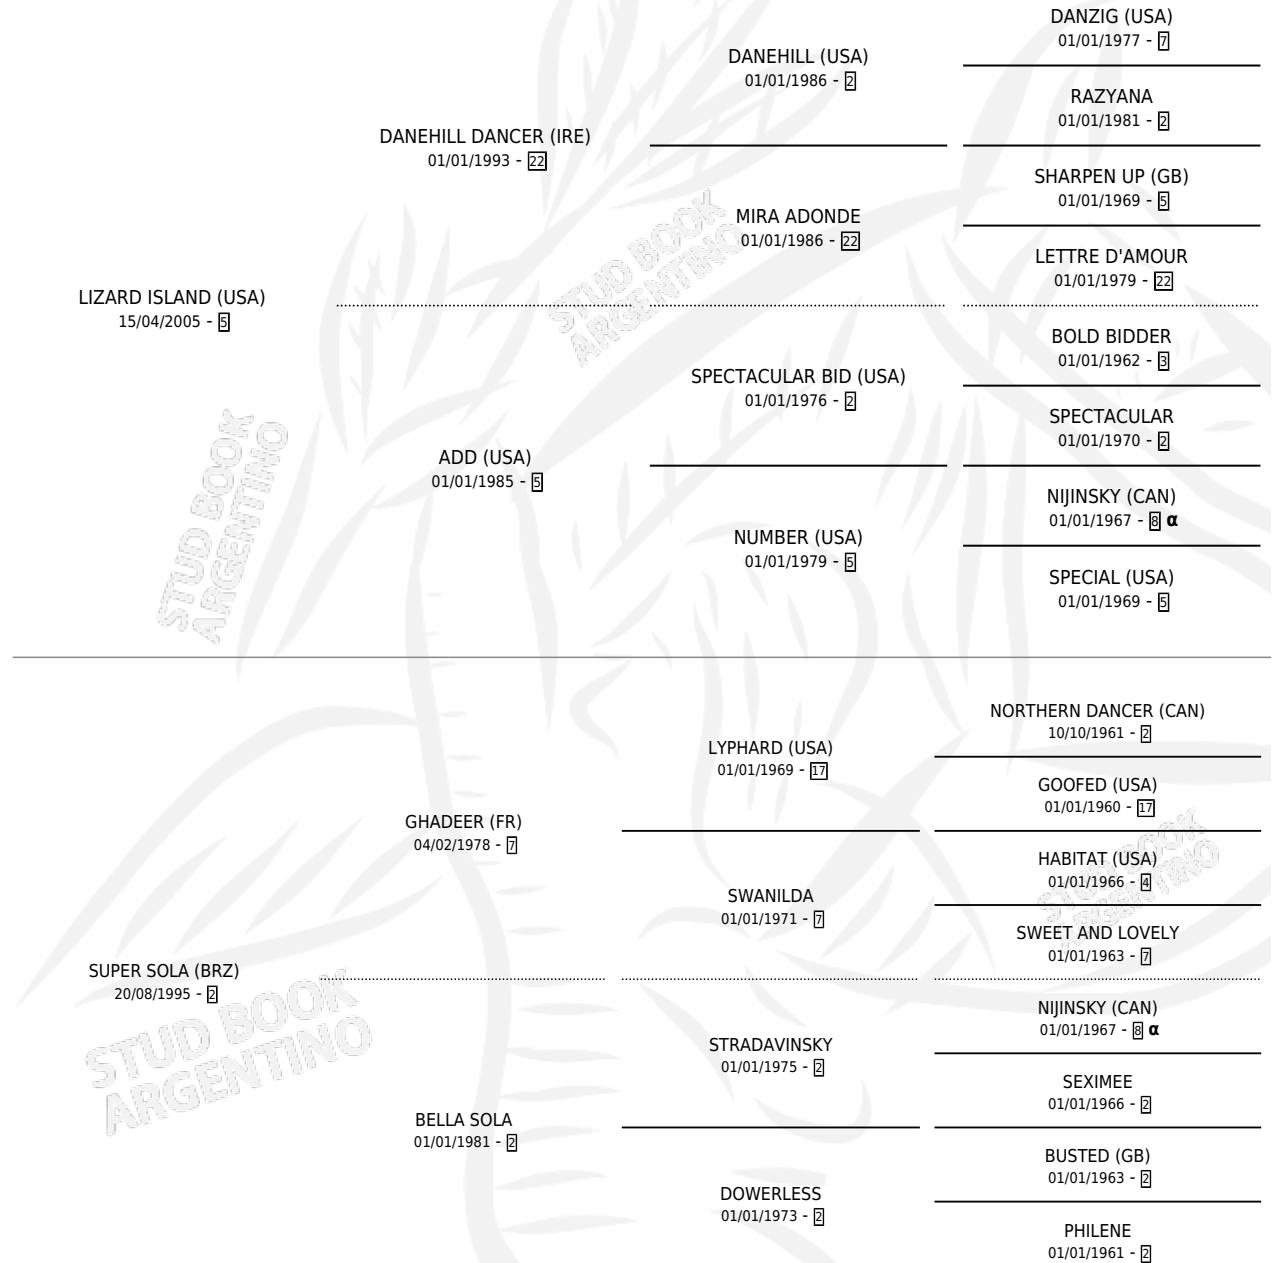 DANZIG (USA)
01/01/1977 - 7
DANEHILL (USA)
01/01/1986 - 2
RAZYANA
01/01/1981 - 2
DANEHILL DANCER (IRE)
01/01/1993 - 22
SHARPEN UP (GB)
01/01/1969 - 5
MIRA ADONDE
01/01/1986 - 22
LETTRE D'AMOUR
01/01/1979 - 22
LIZARD ISLAND (USA)
15/04/2005 - 5
BOLD BIDDER
01/01/1962 - 3
SPECTACULAR BID (USA)
01/01/1976 - 2
SPECTACULAR
01/01/1970 - 2
ADD (USA)
01/01/1985 - 5
NIJINSKY (CAN)
01/01/1967 - 8 α
NUMBER (USA)
01/01/1979 - 5
SPECIAL (USA)
01/01/1969 - 5
STUD BOOK
ARGENTINO
STUD BOOK
ARGENTINO
NORTHERN DANCER (CAN)
10/10/1961 - 2
LYPHARD (USA)
01/01/1969 - 17
GOOFED (USA)
01/01/1960 - 17
GHADEER (FR)
04/02/1978 - 7
HABITAT (USA)
01/01/1966 - 4
SWANILDA
01/01/1971 - 7
SWEET AND LOVELY
01/01/1963 - 7
STUD BOOK
ARGENTINO
SUPER SOLA (BRZ)
20/08/1995 - 2
NIJINSKY (CAN)
01/01/1967 - 8 α
STRADAVINSKY
01/01/1975 - 2
SEXIMEE
01/01/1966 - 2
BELLA SOLA
01/01/1981 - 2
BUSTED (GB)
01/01/1963 - 2
DOWERLESS
01/01/1973 - 2
PHILENE
01/01/1961 - 2
STUD BOOK
ARGENTINO